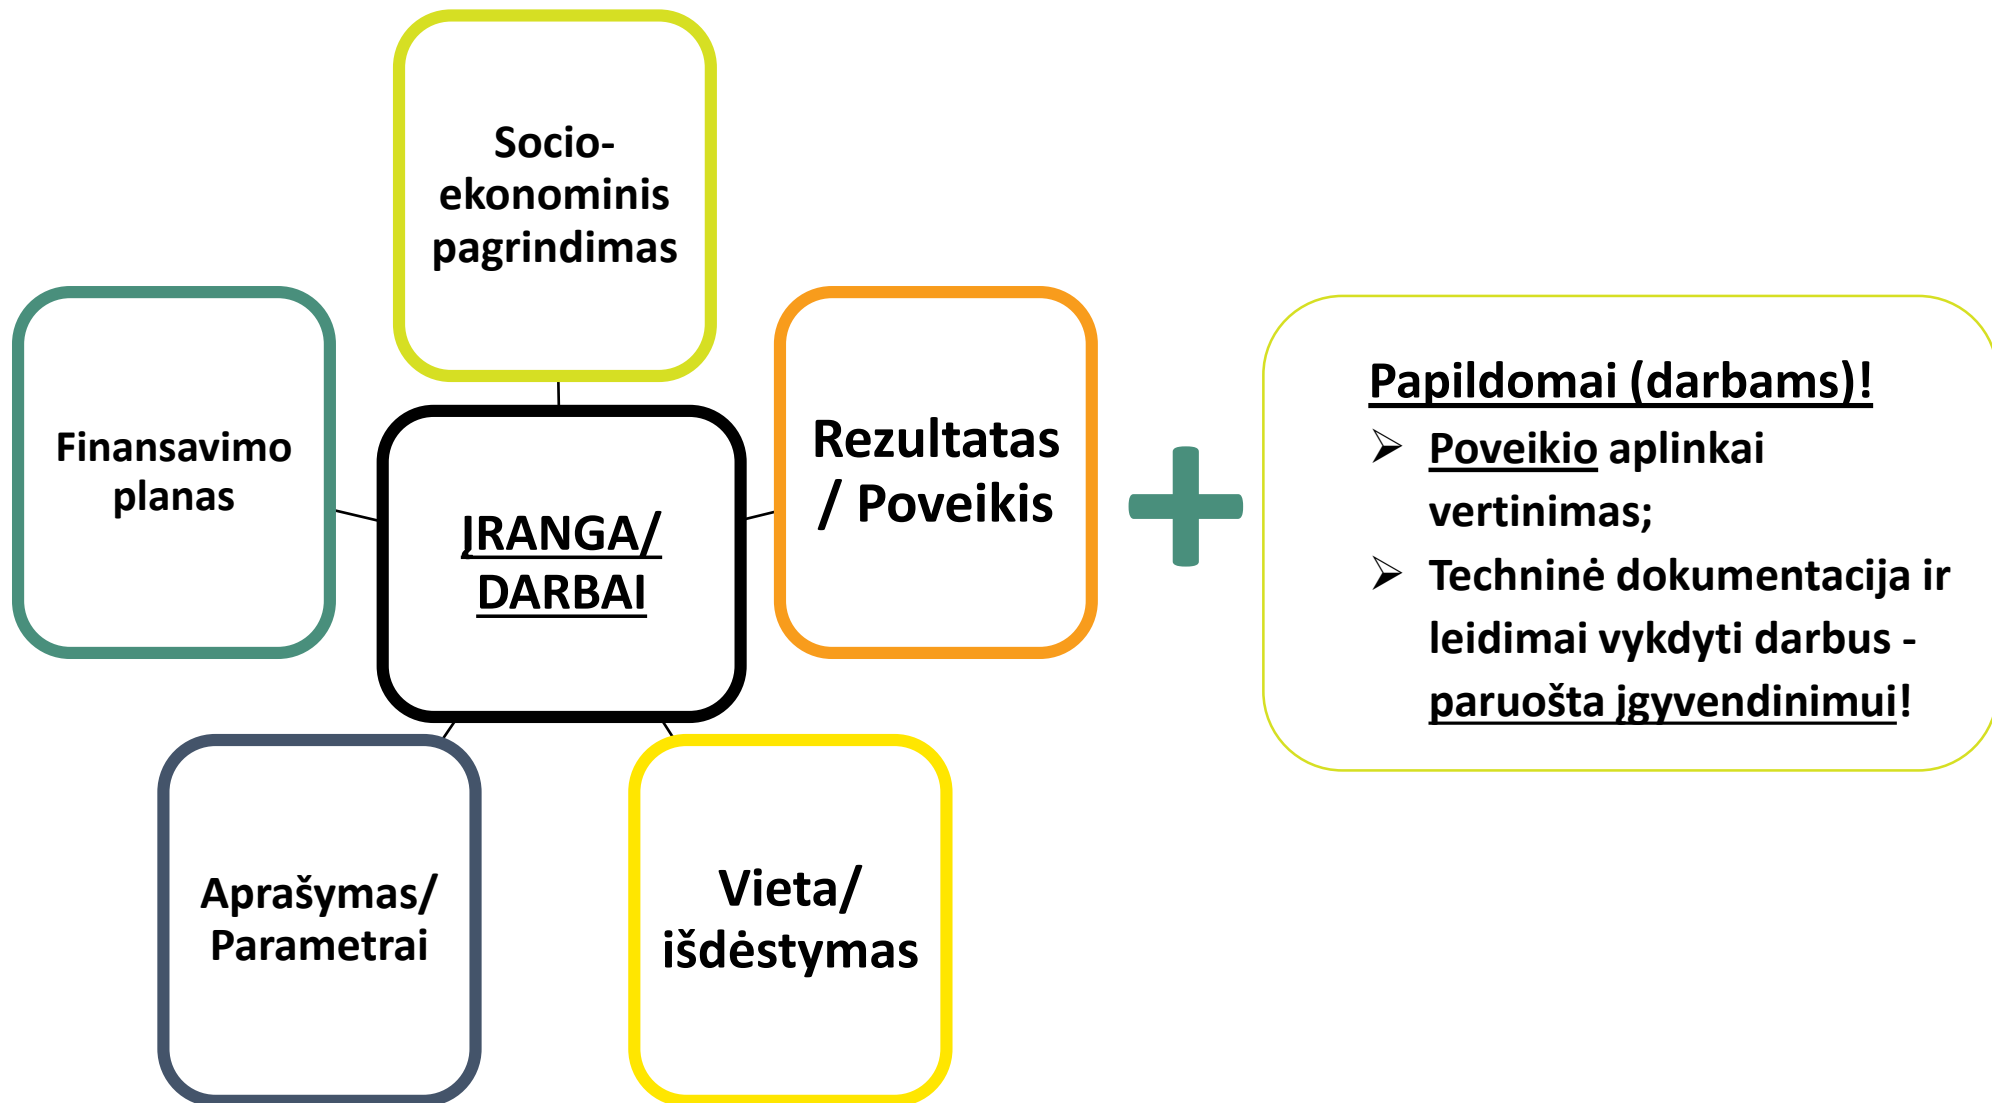 Socio-
ekonominis
pagrindimas
Finansavimo
planas
ĮRANGA/
DARBAI
Rezultatas
/ Poveikis
Aprašymas/
Parametrai
Vieta/
išdėstymas
Papildomai (darbams)!
➢ Poveikio aplinkai
vertinimas;
➢ Techninė dokumentacija ir
leidimai vykdyti darbus -
paruošta įgyvendinimui!